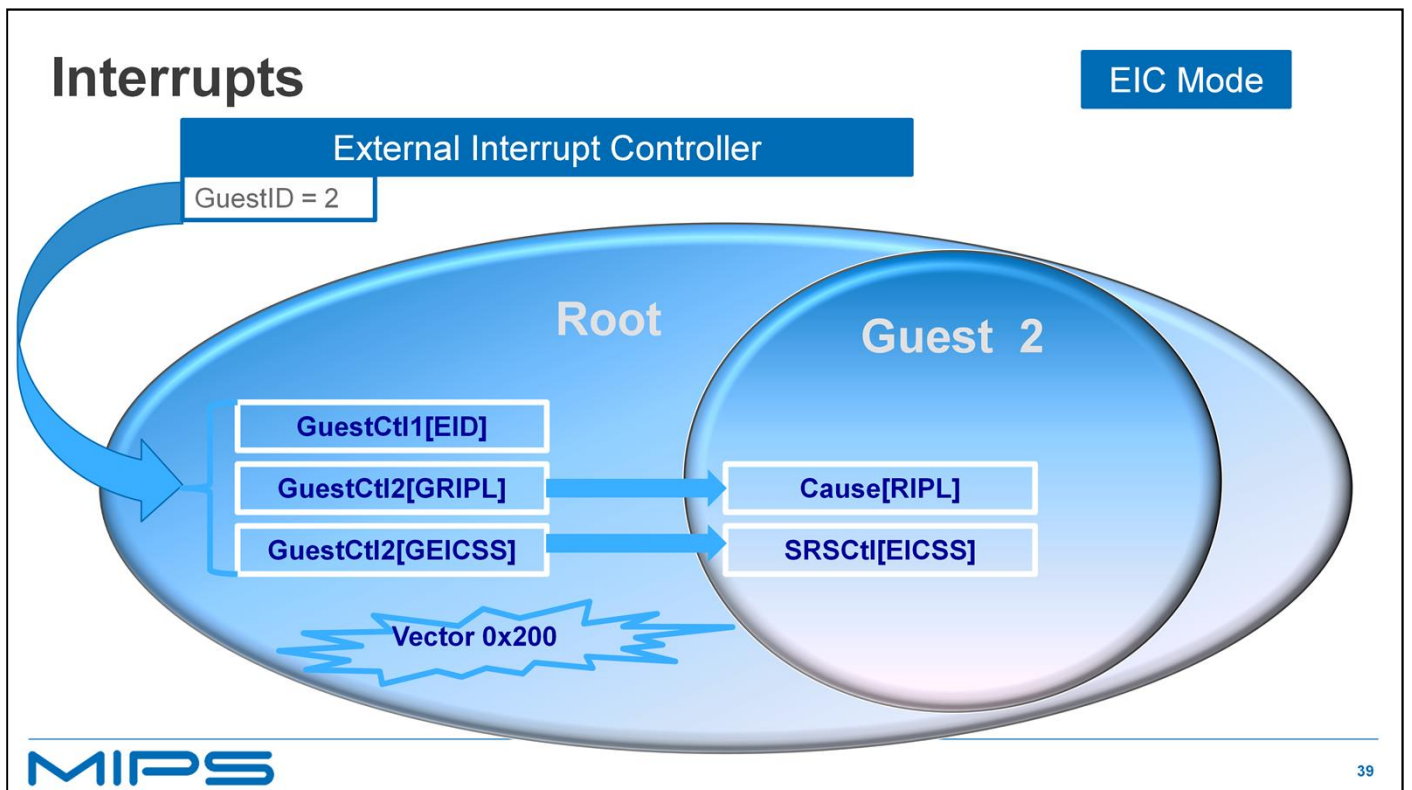 Interrupts
EIC Mode
External Interrupt Controller
GuestID = 2
Root
Guest 2
GuestCtl1[EID]
GuestCtl2[GRIPL]
Cause[RIPL]
GuestCtl2[GEICSS]
SRSCtl[EICSS]
Vector 0x200
MIPS
39